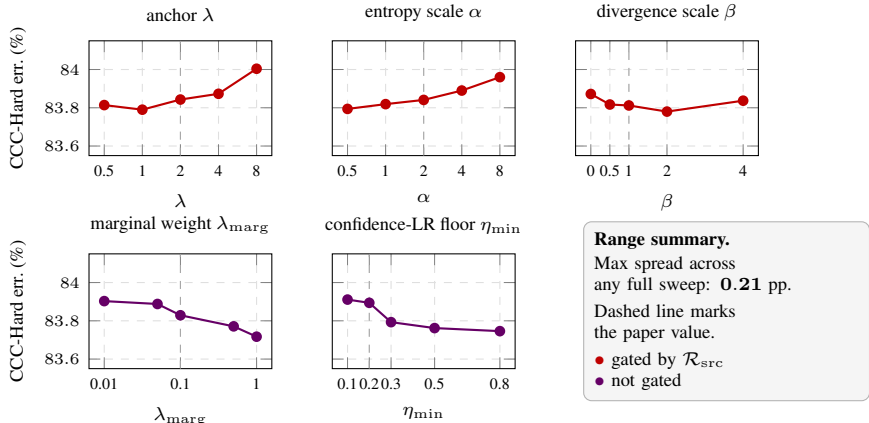 anchor λ
entropy scale α
divergence scale β
CCC-Hard err. (%)
84
83.8
83.6
0.5 1 2 4 8
0.5 1 2 4 8
0 0.5 1 2 4
λ
α
β
marginal weight λmarg
confidence-LR floor ηmin
CCC-Hard err. (%)
84
83.8
83.6
0.01 0.1 1
0.1 0.2 0.3 0.5 0.8
λmarg
ηmin
Range summary.
Max spread across
any full sweep: 0.21 pp.
Dashed line marks
the paper value.
gated by Rsrc
not gated